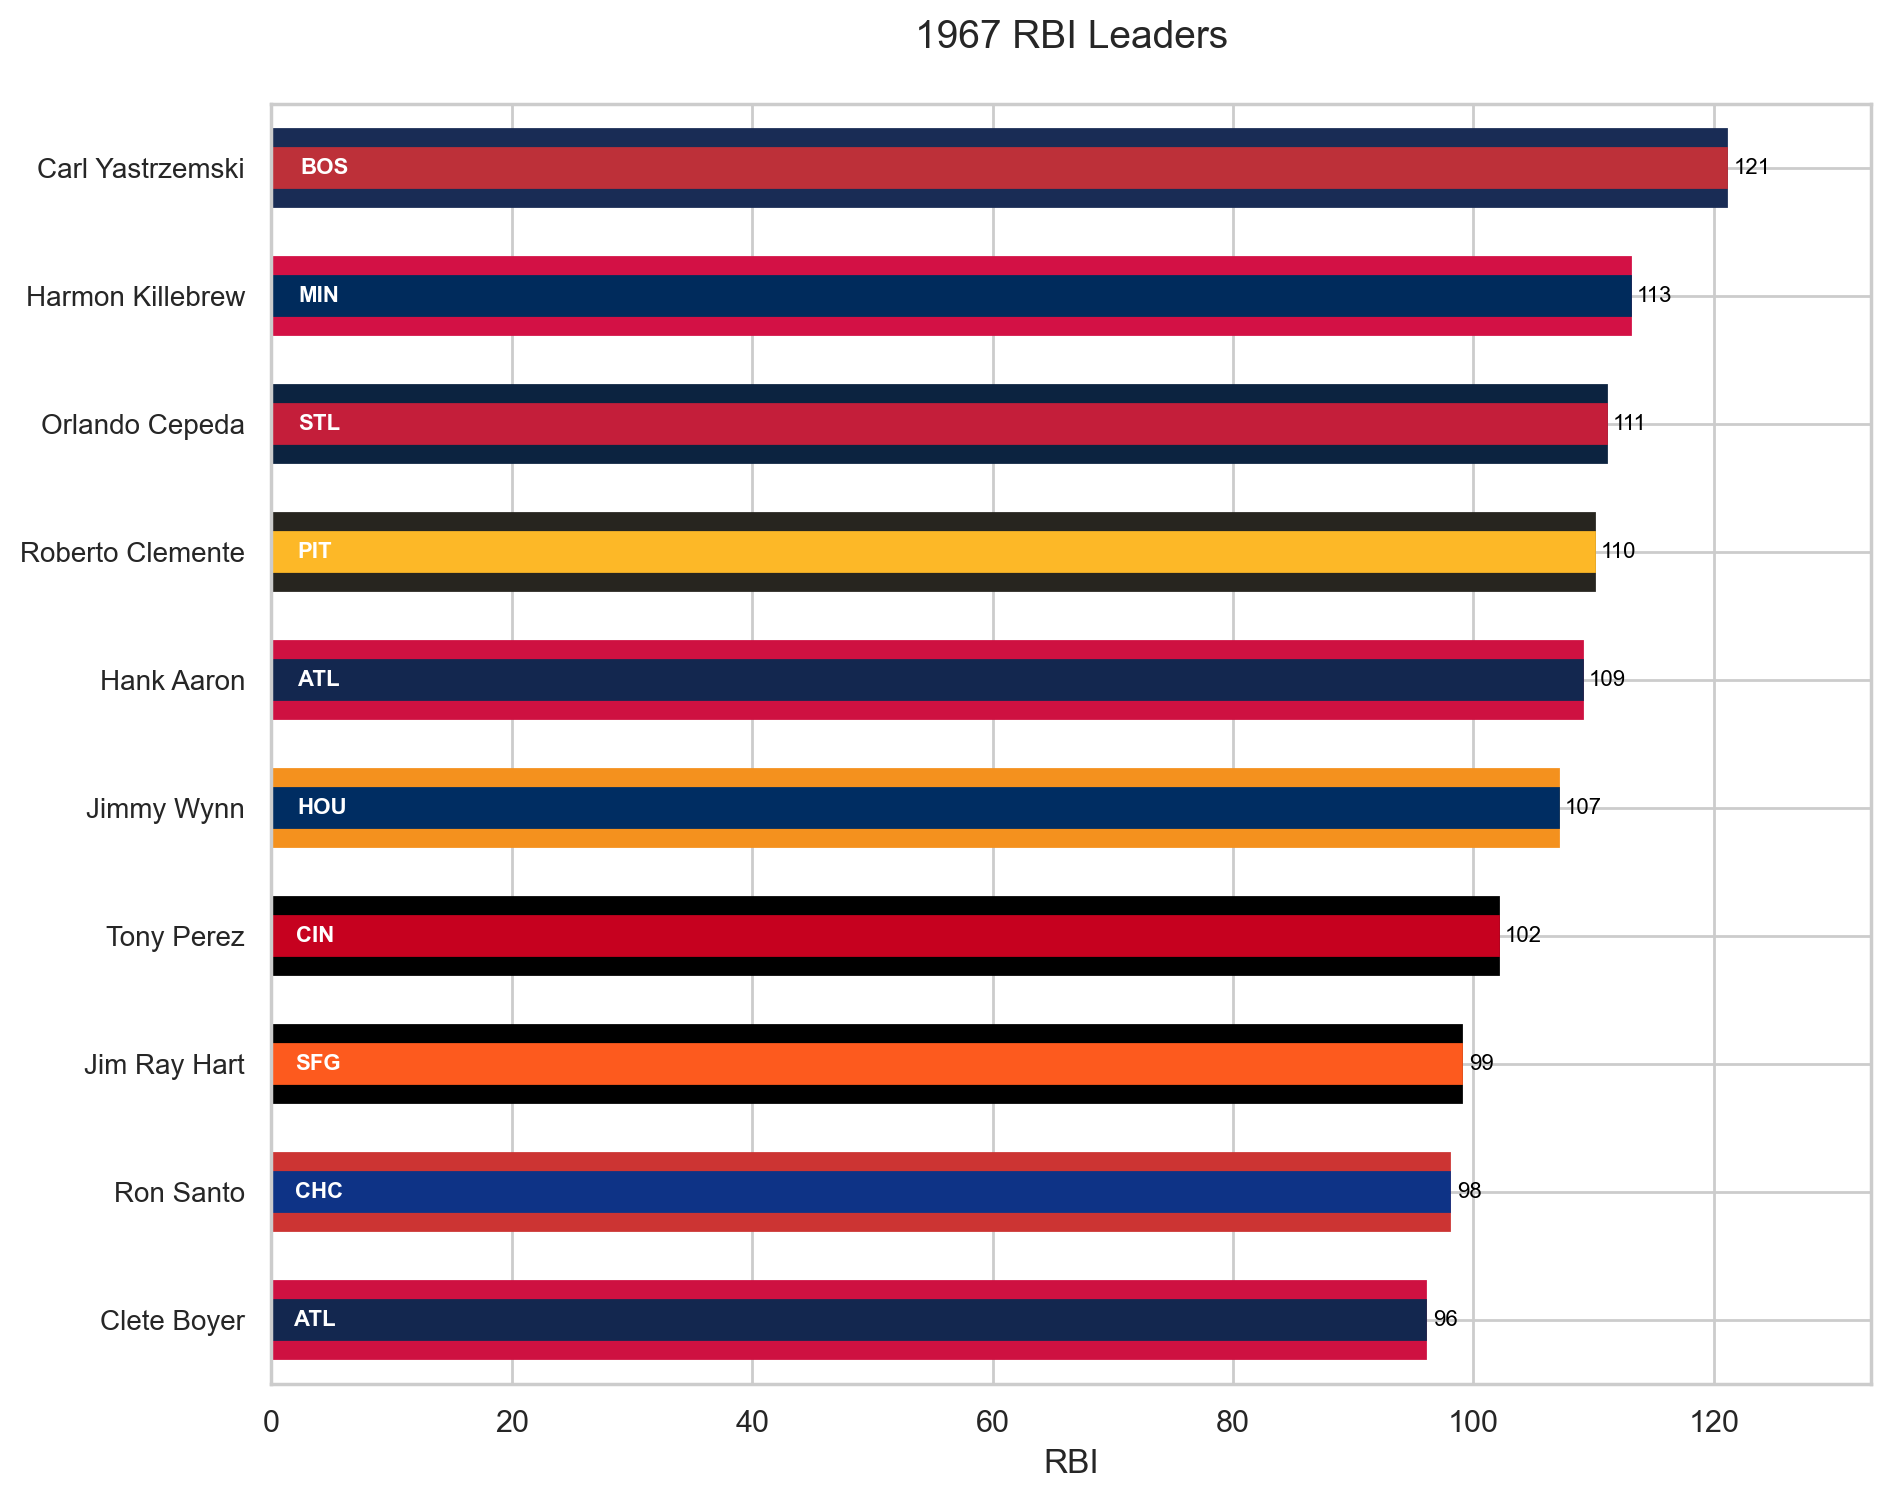 1967 RBI Leaders
Carl Yastrzemski BOS 121
Harmon Killebrew MIN 113
Orlando Cepeda STL 111
Roberto Clemente PIT 110
Hank Aaron ATL 109
Jimmy Wynn HOU 107
Tony Perez CIN 102
Jim Ray Hart SFG 99
Ron Santo CHC 98
Clete Boyer ATL 96
0 20 40 60 80 100 120
RBI